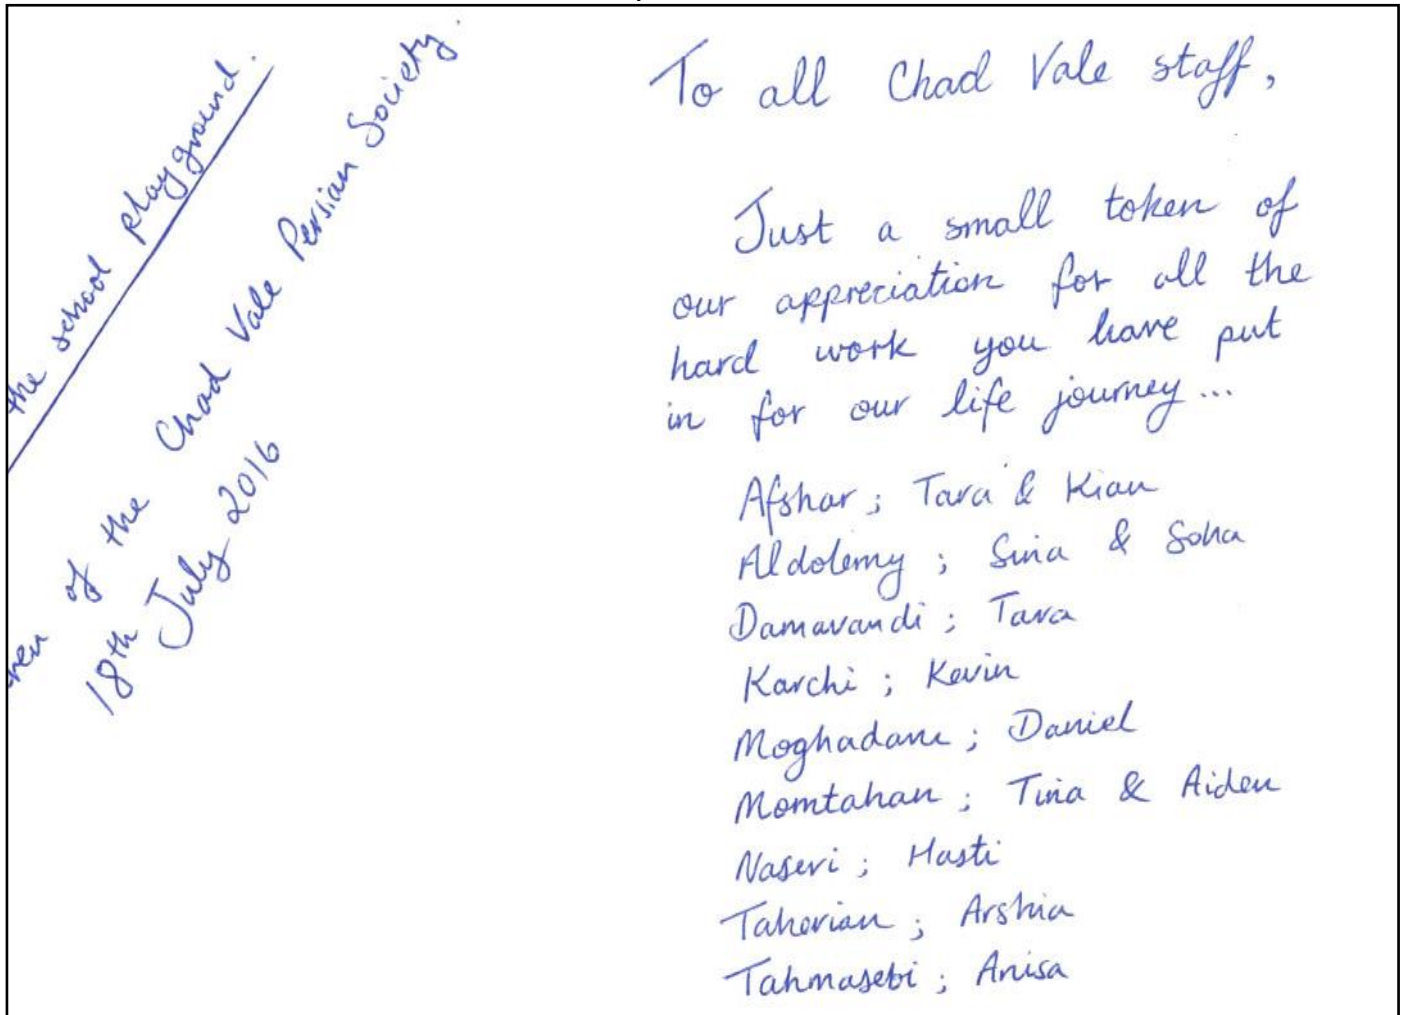 the school playground.
of the Chad Vale Persian Society.
18th July 2016
To all Chad Vale staff,
Just a small token of
our appreciation for all the
hard work you have put
in for our life journey...
Afshar; Tara & Kian
Aldolemy; Sina & Soha
Damavandi; Tara
Karchi; Kevin
Moghadam; Daniel
Momtahan; Tina & Aiden
Naseri; Hasti
Taherian; Arshia
Tahmasebi; Anisa